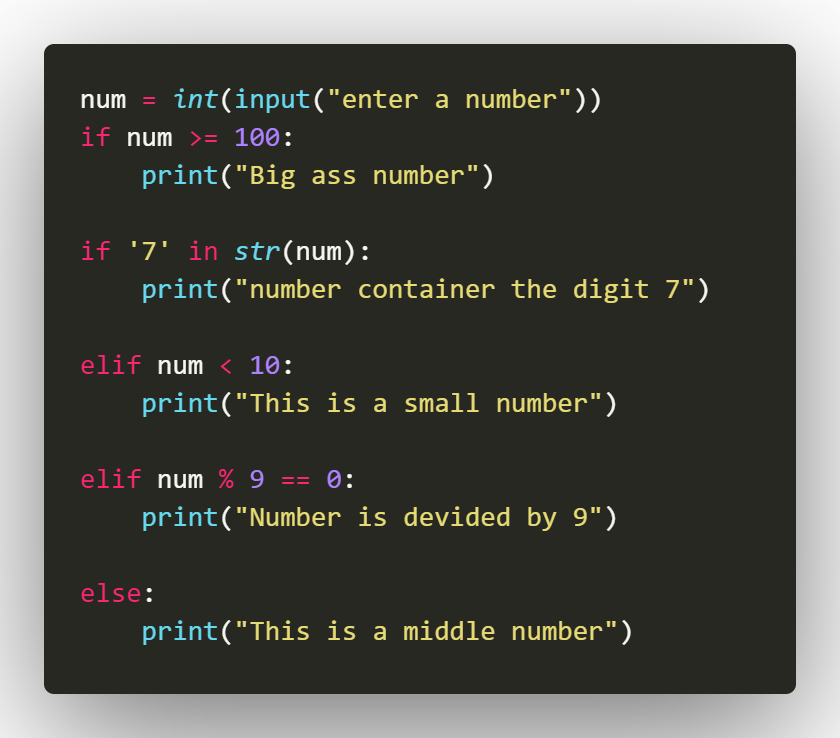 num = int(input("enter a number"))
if num >= 100:
    print("Big ass number")
if '7' in str(num):
    print("number container the digit 7")
elif num < 10:
    print("This is a small number")
elif num % 9 == 0:
    print("Number is devided by 9")
else:
    print("This is a middle number")